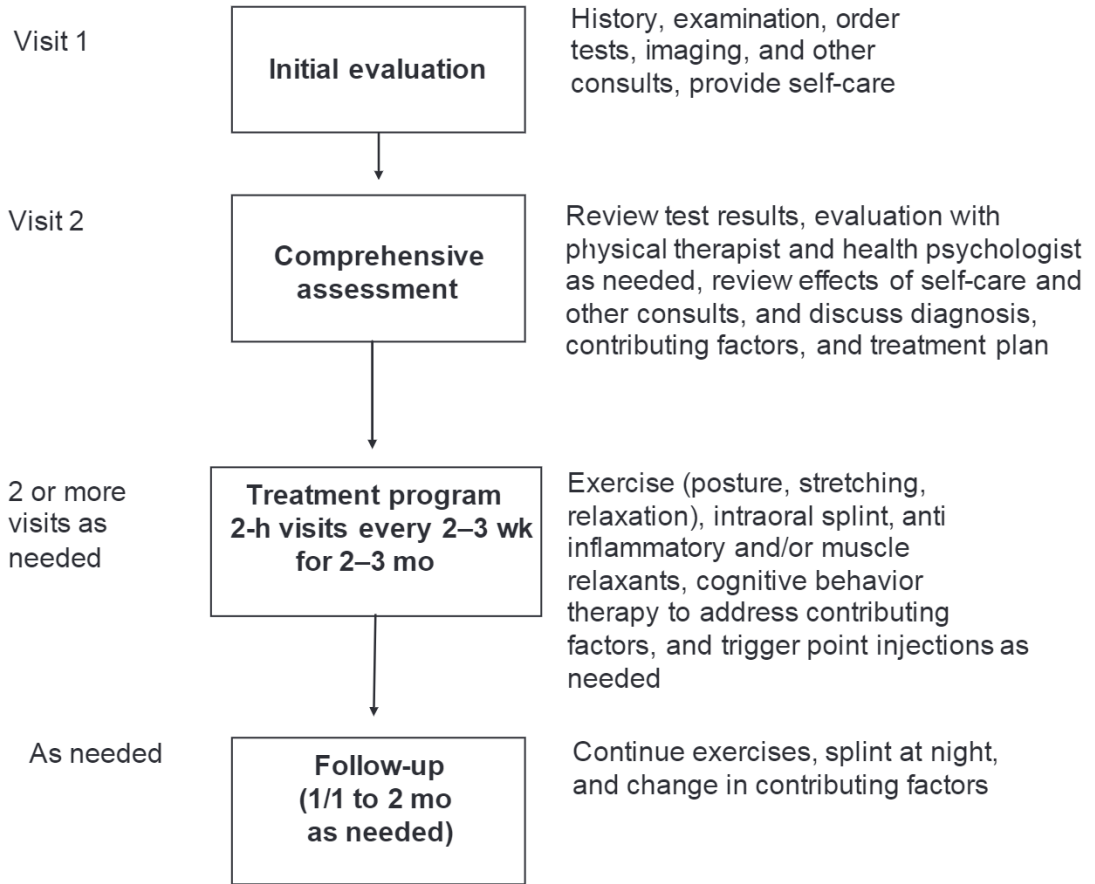 Visit 1
Initial evaluation
History, examination, order
tests, imaging, and other
consults, provide self-care
Visit 2
Comprehensive
assessment
Review test results, evaluation with
physical therapist and health psychologist
as needed, review effects of self-care and
other consults, and discuss diagnosis,
contributing factors, and treatment plan
2 or more
visits as
needed
Treatment program
2-h visits every 2–3 wk
for 2–3 mo
Exercise (posture, stretching,
relaxation), intraoral splint, anti
inflammatory and/or muscle
relaxants, cognitive behavior
therapy to address contributing
factors, and trigger point injections as
needed
As needed
Follow-up
(1/1 to 2 mo
as needed)
Continue exercises, splint at night,
and change in contributing factors